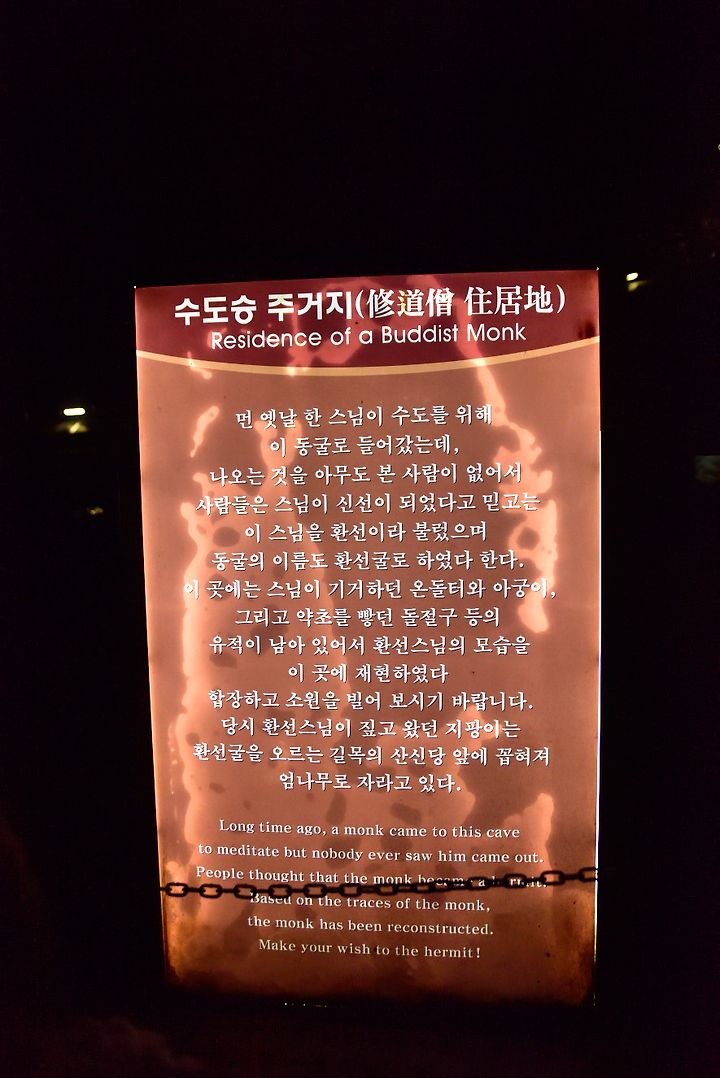 수도승 주거지(修道僧 住居地)
Residence of a Buddist Monk
먼 옛날 한 스님이 수도를 위해
이 동굴로 들어갔는데,
나오는 것을 아무도 본 사람이 없어서
사람들은 스님이 신선이 되었다고 믿고는
이 스님을 환선이라 불렀으며
동굴의 이름도 환선굴로 하였다 한다.
이 곳에는 스님이 기거하던 온돌터와 아궁이,
그리고 약초를 빻던 돌절구 등의
유적이 남아 있어서 환선스님의 모습을
이 곳에 재현하였다
합장하고 소원을 빌어 보시기 바랍니다.
당시 환선스님이 짚고 왔던 지팡이는
환선굴을 오르는 길목의 산신당 앞에 꼽혀져
엄나무로 자라고 있다.
Long time ago, a monk came to this cave
to meditate but nobody ever saw him came out.
People thought that the monk became a hermit.
Based on the traces of the monk,
the monk has been reconstructed.
Make your wish to the hermit!